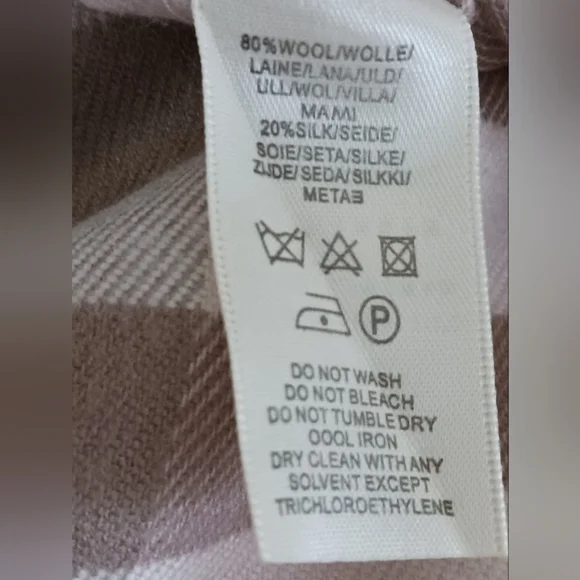 80%WOOL/WOLLE/
LAINE/LANA/ULD/
ULL/WOL/VILLA/
MAMI
20%SILK/SEIDE/
SOIE/SETA/SILKE/
ZIJDE/SEDA/SILKKI/
METAΞ
P
DO NOT WASH
DO NOT BLEACH
DO NOT TUMBLE DRY
OOOL IRON
DRY CLEAN WITH ANY
SOLVENT EXCEPT
TRICHLOROETHYLENE